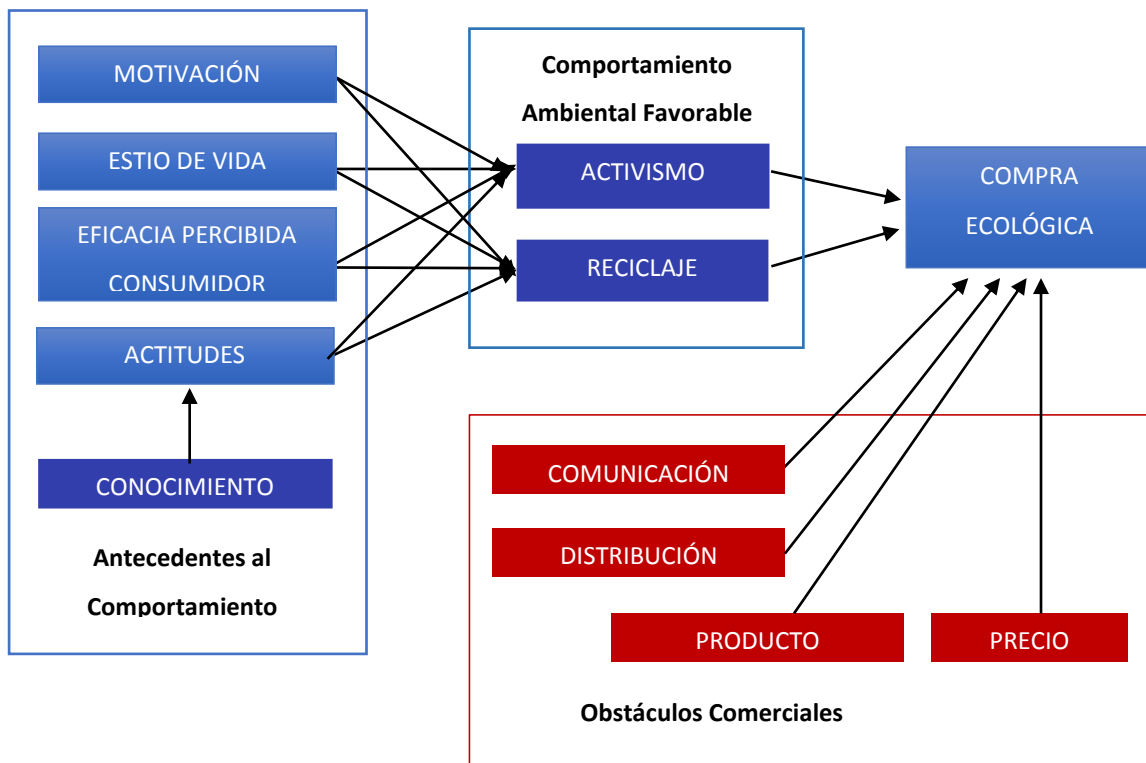 MOTIVACIÓN
ESTIO DE VIDA
EFICACIA PERCIBIDA
CONSUMIDOR
ACTITUDES
CONOCIMIENTO
Antecedentes al
Comportamiento
Comportamiento
Ambiental Favorable
ACTIVISMO
RECICLAJE
COMPRA
ECOLÓGICA
COMUNICACIÓN
DISTRIBUCIÓN
PRODUCTO
PRECIO
Obstáculos Comerciales